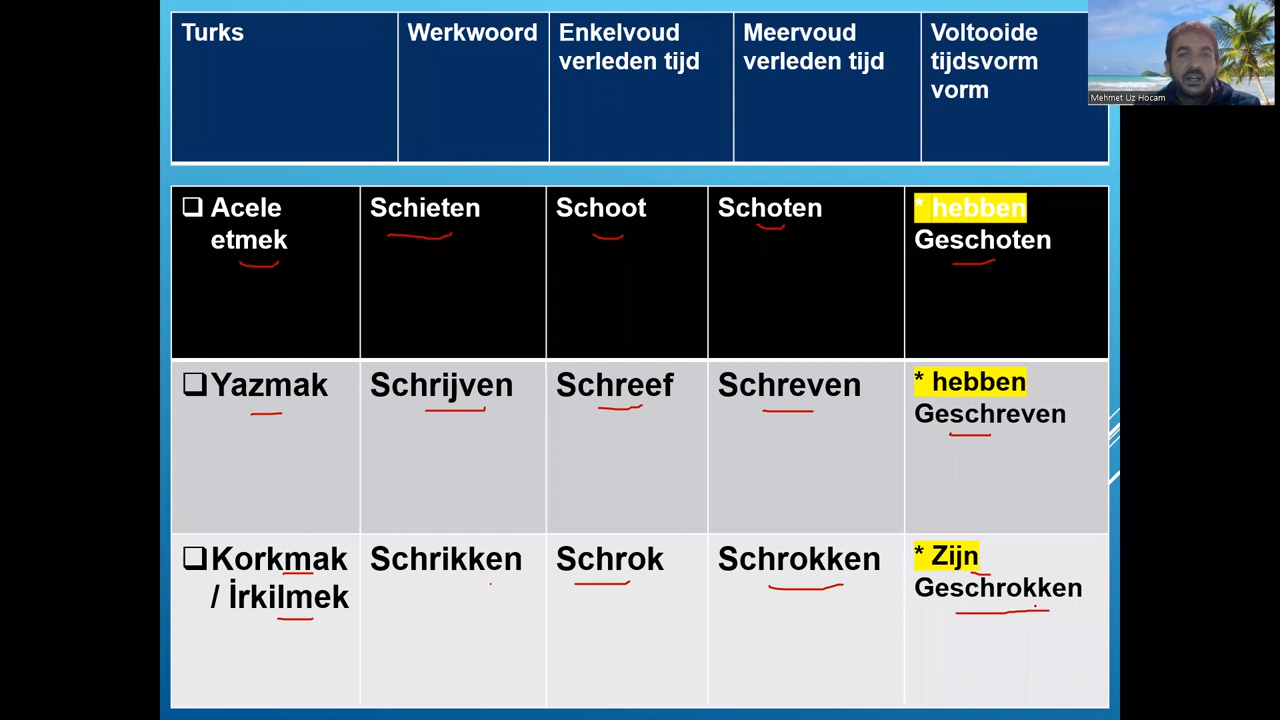 Turks
Werkwoord
Enkelvoud
verleden tijd
Meervoud
verleden tijd
Voltooide
tijdsvorm
vorm
Mehmet Uz Hocam
Acele
etmek
Schieten
Schoot
Schoten
* hebben
Geschoten
Yazmak
Schrijven
Schreef
Schreven
* hebben
Geschreven
Korkmak
/ İrkilmek
Schrikken
Schrok
Schrokken
* Zijn
Geschrokken